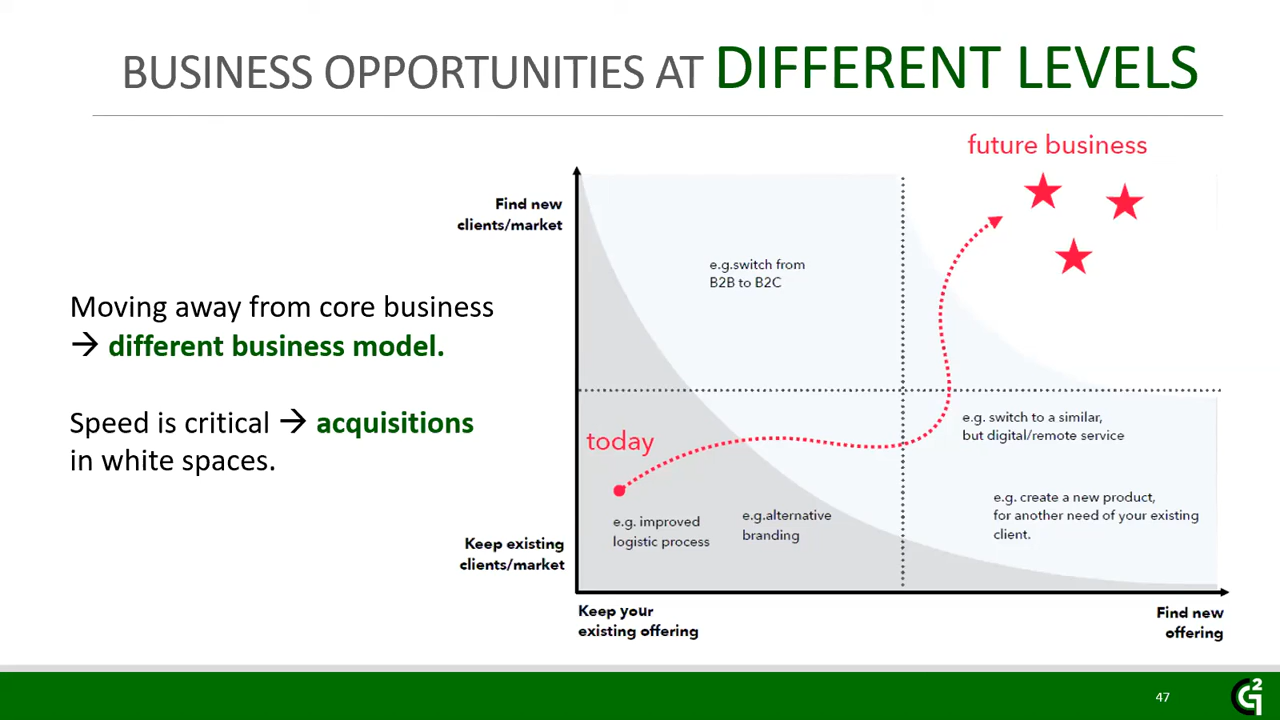 BUSINESS OPPORTUNITIES AT DIFFERENT LEVELS
Moving away from core business
→ different business model.
Speed is critical → acquisitions
in white spaces.
future business
Find new
clients/market
e.g.switch from
B2B to B2C
today
e.g. switch to a similar,
but digital/remote service
e.g. improved
logistic process
e.g.alternative
branding
e.g. create a new product,
for another need of your existing
client.
Keep existing
clients/market
Keep your
existing offering
Find new
offering
47
G2